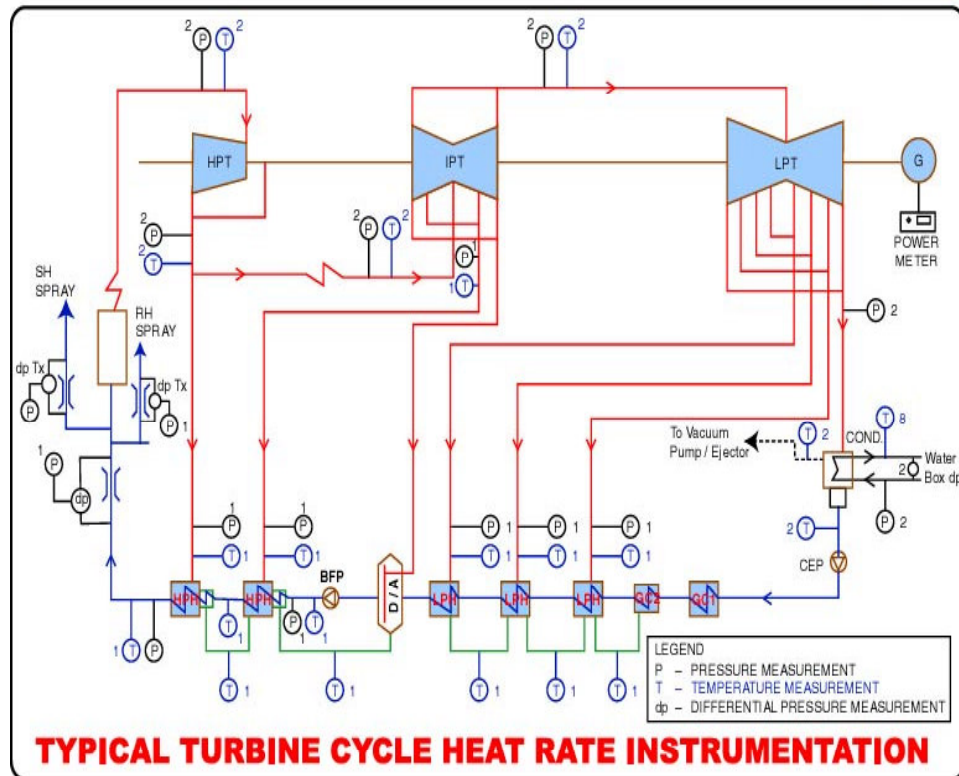 2 P T 2
2 P T 2
HPT
IPT
LPT
G
POWER
METER
2 P
2 T
2 P T 2
1 P
1 T
SH
SPRAY
RH
SPRAY
dp Tx
dp Tx
P
P 1
1 P
dp
P 2
To Vacuum
Pump / Ejector
T 2
COND.
T 8
Water
Box dp
2
P 2
2 T
CEP
1 P
T 1
1 P
T 1
P 1
T 1
P 1
T 1
P 1
T 1
BFP
HPH
HPH
D / A
LPH
LPH
LPH
GC2
GC1
1 T P
T 1
P 1
T 1
T 1
T 1
T 1
T 1
T 1
LEGEND
P – PRESSURE MEASUREMENT
T – TEMPERATURE MEASUREMENT
dp – DIFFERENTIAL PRESSURE MEASUREMENT
TYPICAL TURBINE CYCLE HEAT RATE INSTRUMENTATION